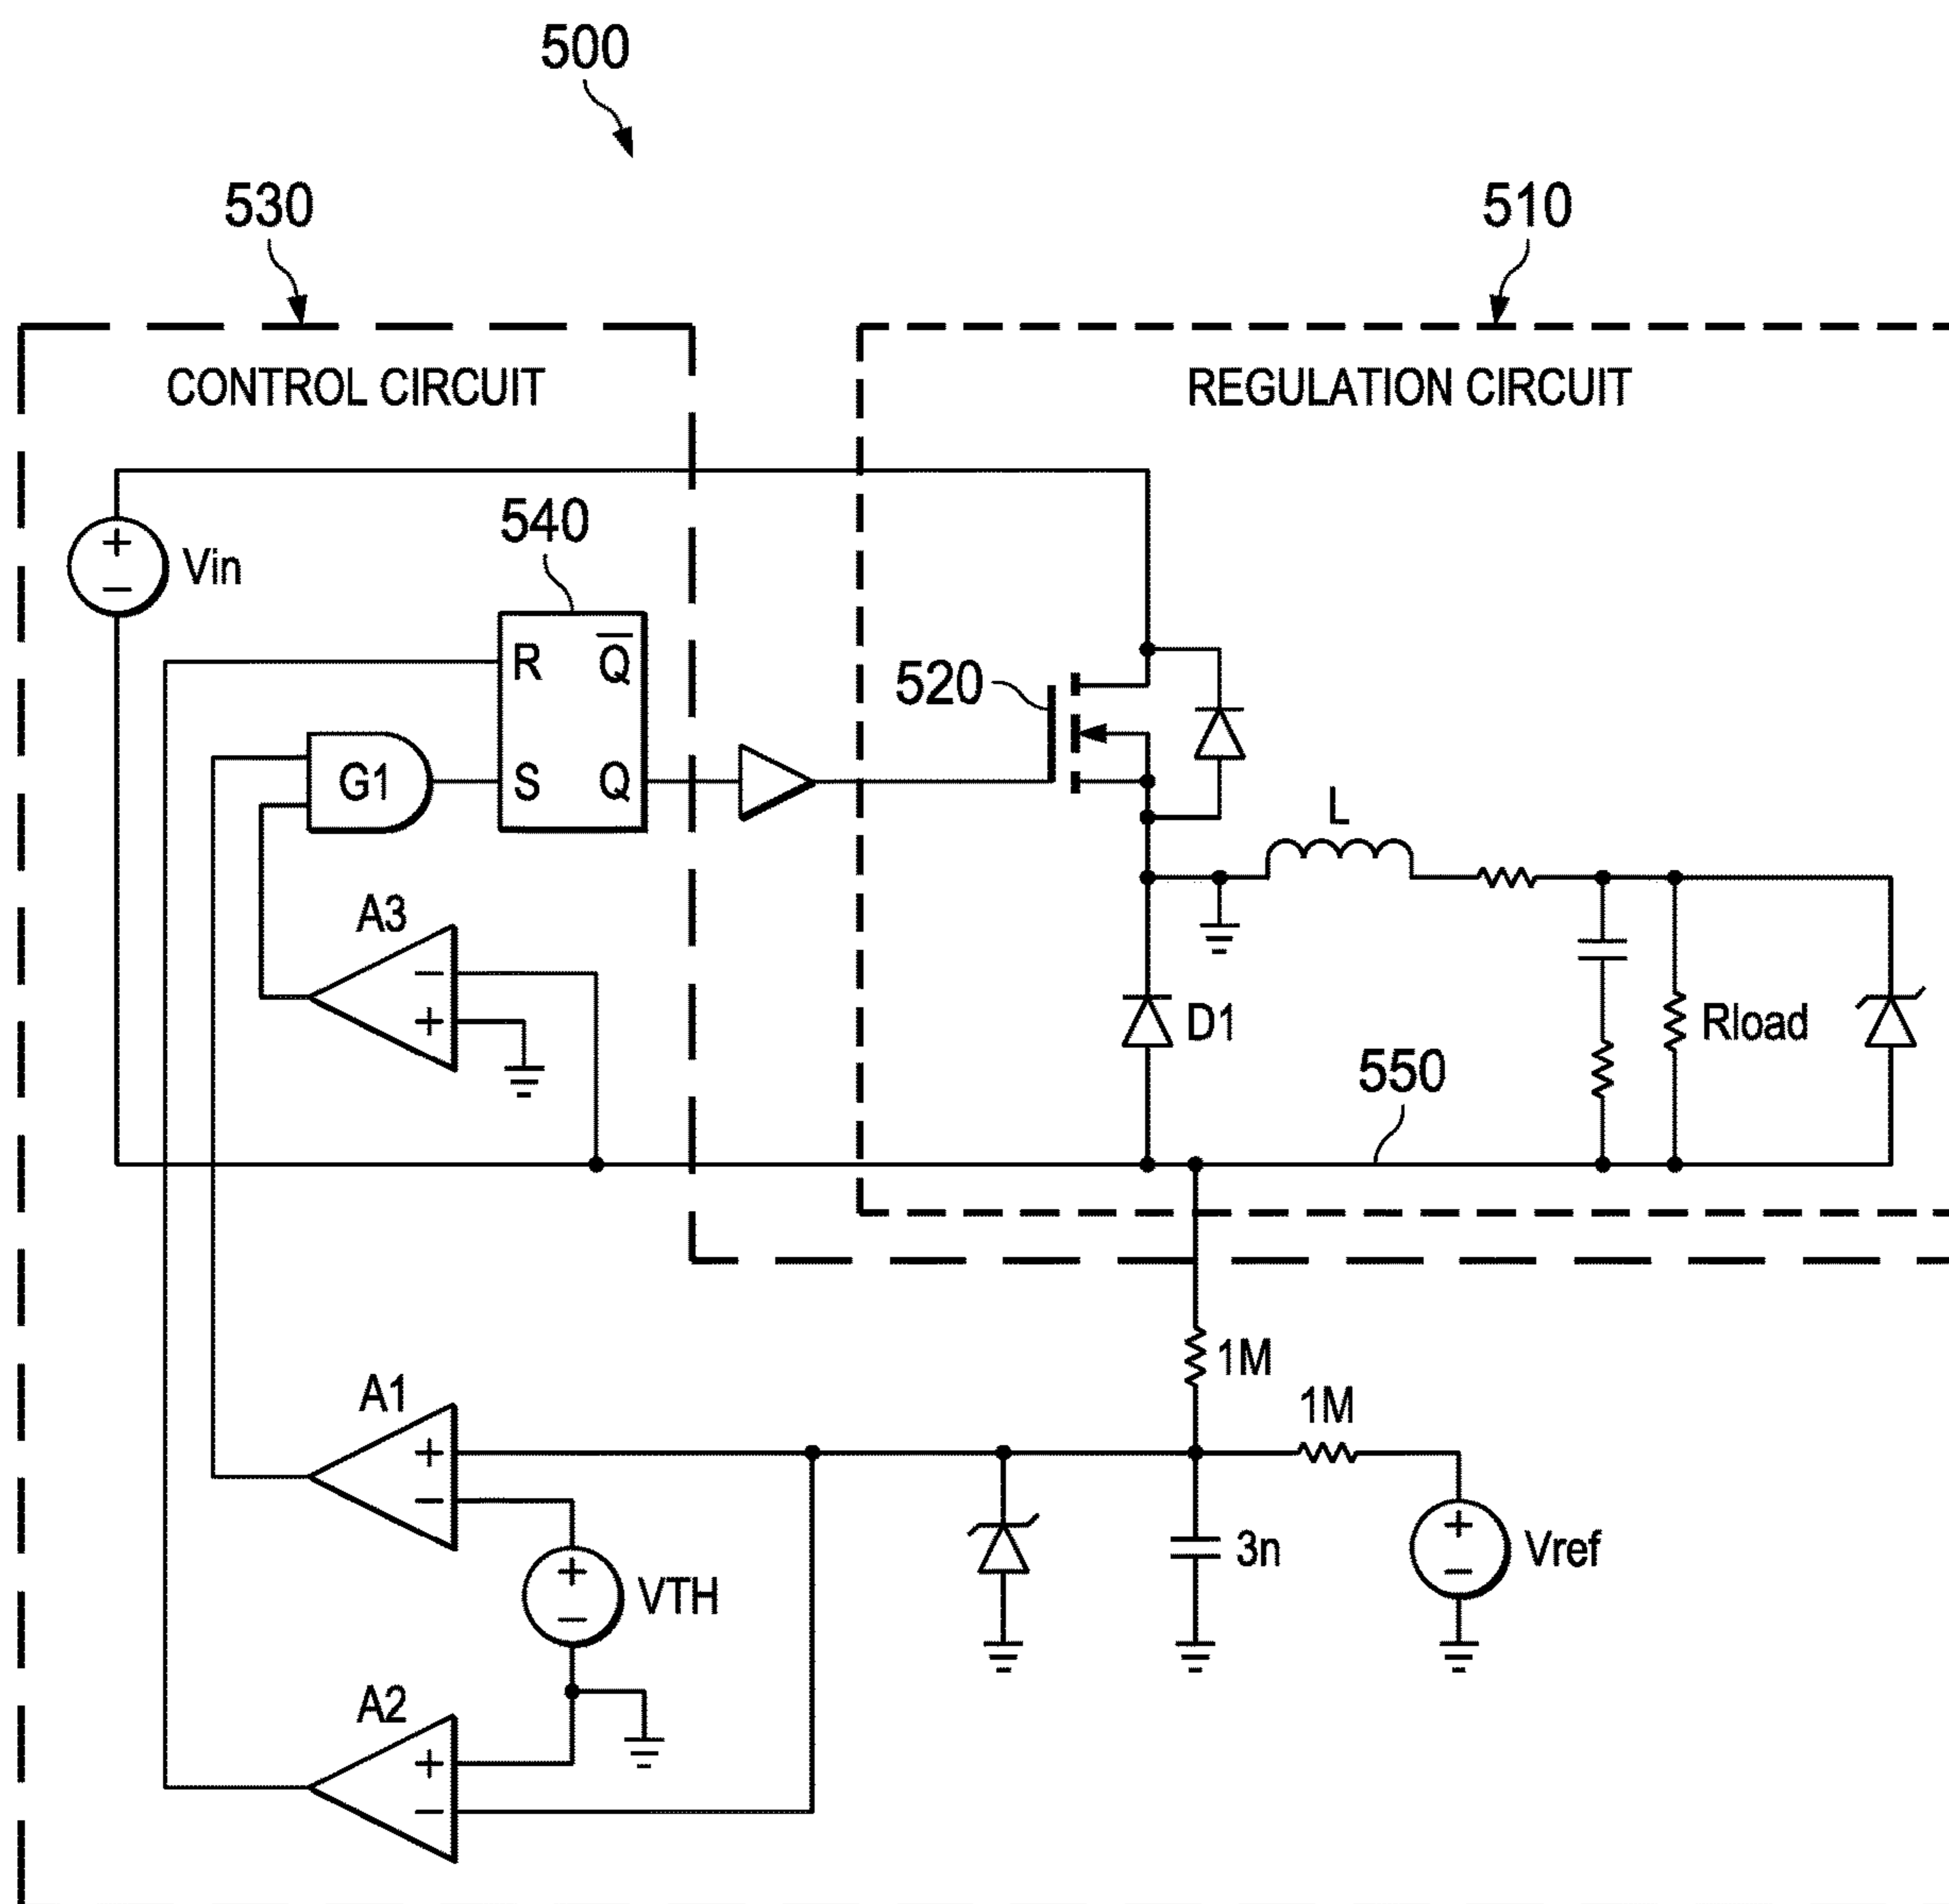 500
530
510
CONTROL CIRCUIT
REGULATION CIRCUIT
540
+
−
Vin
R
Q̅
520
G1
S
Q
L
A3
−
+
D1
Rload
550
1M
A1
1M
+
−
+
−
3n
Vref
+
−
VTH
A2
+
−